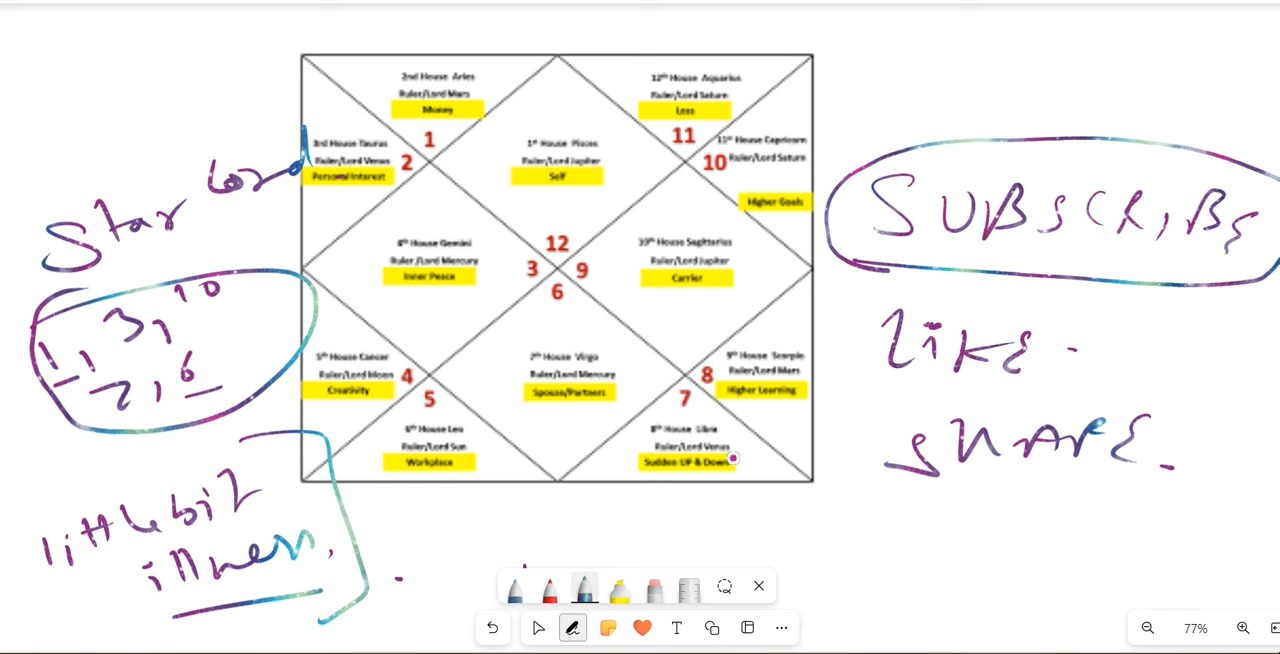 2nd House Aries
Ruler/Lord Mars
Money
1
12th House Aquarius
Ruler/Lord Saturn
Loss
11
3rd House Taurus
Ruler/Lord Venus
Personal Interest
2
1st House Pisces
Ruler/Lord Jupiter
Self
12
11th House Capricorn
Ruler/Lord Saturn
10
Higher Goals
4th House Gemini
Ruler /Lord Mercury
Inner Peace
3
10th House Sagittarius
Ruler/Lord Jupiter
Carrier
9
6
5th House Cancer
Ruler/Lord Moon
Creativity
4
7th House Virgo
Ruler/Lord Mercury
Spouse/Partners
9th House Scorpio
Ruler/Lord Mars
Higher Learning
8
5
6th House Leo
Ruler/Lord Sun
Workplace
7
8th House Libra
Ruler/Lord Venus
Sudden UP & Down
Star Lord
3, 10
11
2, 6
little bit
illness,
SUBSCRIBE
LIKE
SHARE
77%